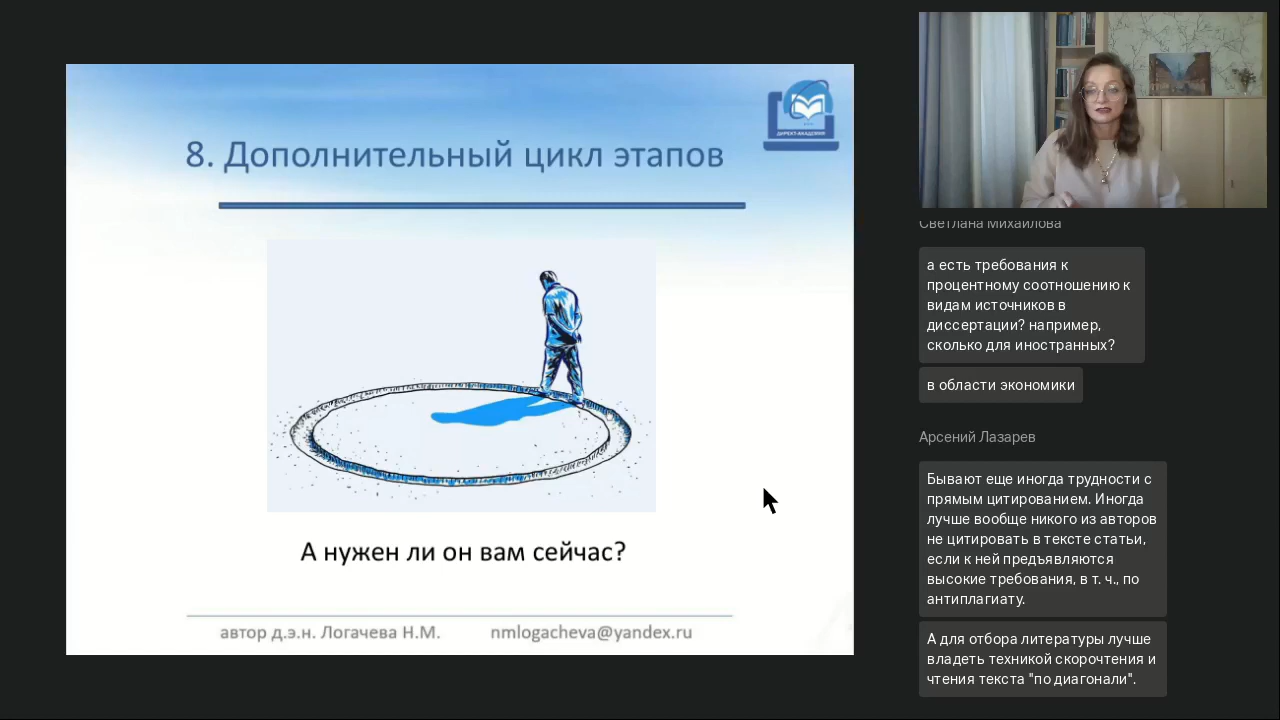 8. Дополнительный цикл этапов
ДИРЕКТ-АКАДЕМИЯ
А нужен ли он вам сейчас?
автор д.э.н. Логачева Н.М. nmlogacheva@yandex.ru
Светлана Михайлова
а есть требования к
процентному соотношению к
видам источников в
диссертации? например,
сколько для иностранных?
в области экономики
Арсений Лазарев
Бывают еще иногда трудности с
прямым цитированием. Иногда
лучше вообще никого из авторов
не цитировать в тексте статьи,
если к ней предъявляются
высокие требования, в т. ч., по
антиплагиату.
А для отбора литературы лучше
владеть техникой скорочтения и
чтения текста "по диагонали".